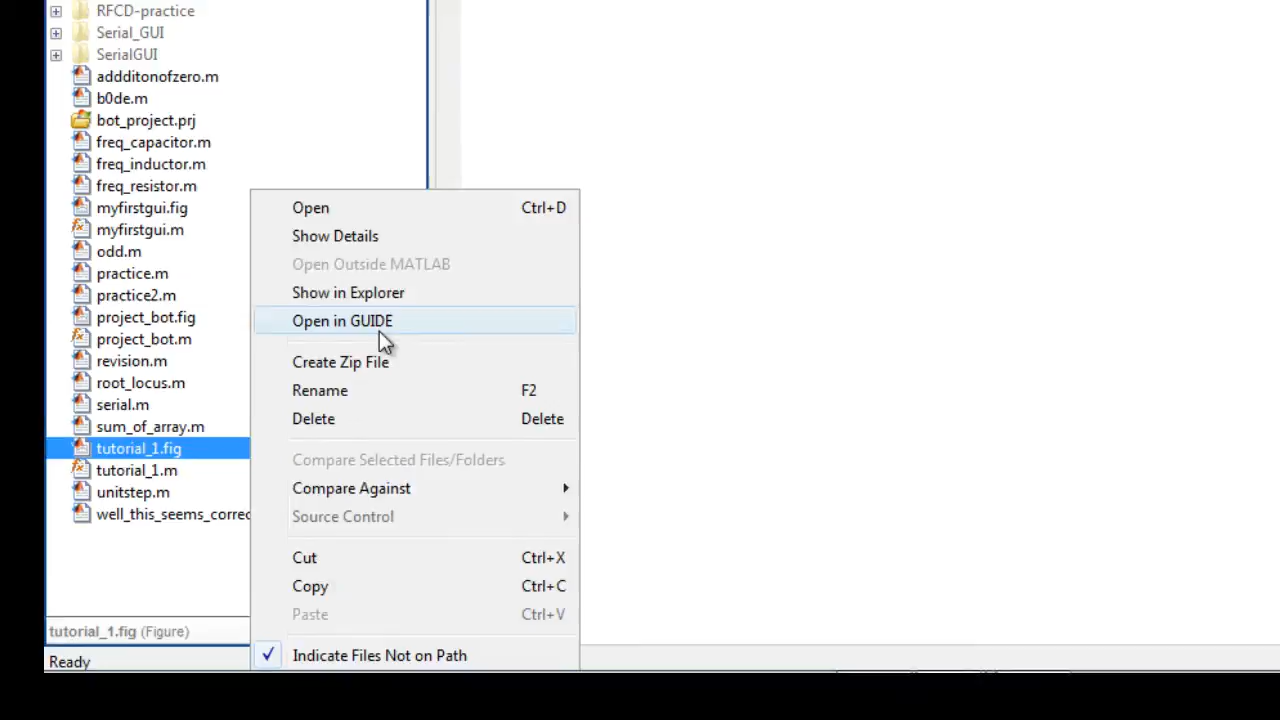 RFCD-practice
Serial_GUI
SerialGUI
addditonofzero.m
b0de.m
bot_project.prj
freq_capacitor.m
freq_inductor.m
freq_resistor.m
myfirstgui.fig
myfirstgui.m
odd.m
practice.m
practice2.m
project_bot.fig
project_bot.m
revision.m
root_locus.m
serial.m
sum_of_array.m
tutorial_1.fig
tutorial_1.m
unitstep.m
well_this_seems_correc
tutorial_1.fig (Figure)
Ready
Open Ctrl+D
Show Details
Open Outside MATLAB
Show in Explorer
Open in GUIDE
Create Zip File
Rename F2
Delete Delete
Compare Selected Files/Folders
Compare Against
Source Control
Cut Ctrl+X
Copy Ctrl+C
Paste Ctrl+V
Indicate Files Not on Path